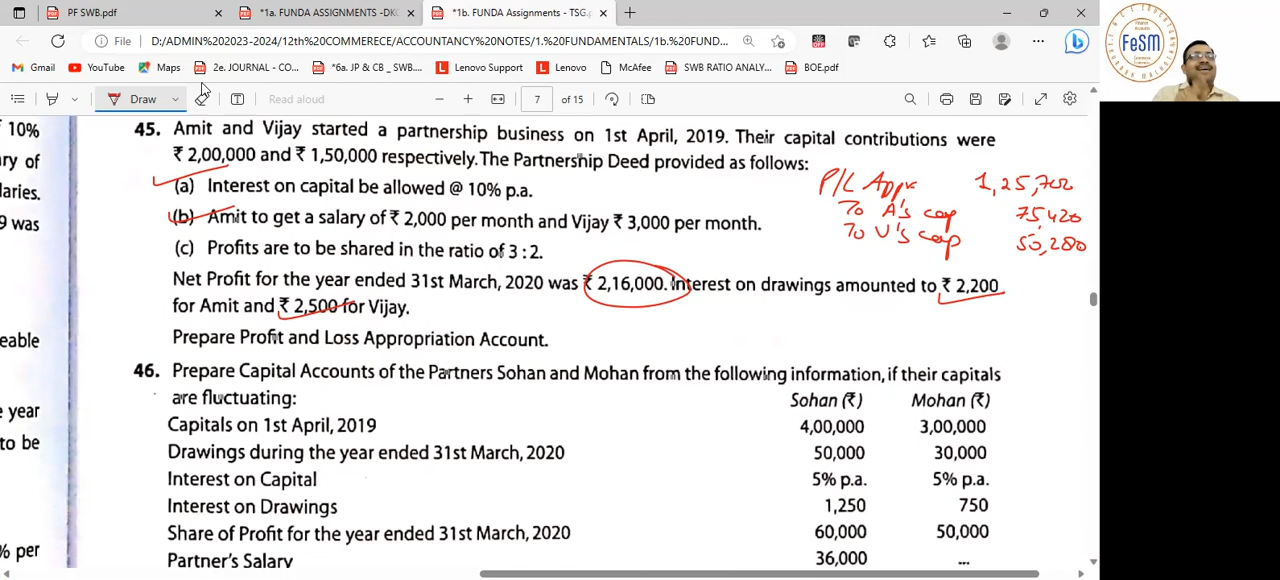 PF SWB.pdf
*1a. FUNDA ASSIGNMENTS -DK
*1b. FUNDA Assignments - TSG.p
File
D:/ADMIN%202023-2024/12th%20COMMERECE/ACCOUNTANCY%20NOTES/1.%20FUNDAMENTALS/1b.%20FUND...
Gmail
YouTube
Maps
2e. JOURNAL - CO...
*6a. JP & CB _ SWB....
Lenovo Support
Lenovo
McAfee
SWB RATIO ANALY...
BOE.pdf
OFF
Draw
Read aloud
7 of 15
FeSM
10%
ry of
laries.
9 was
eable
e year
to be
% per
45. Amit and Vijay started a partnership business on 1st April, 2019. Their capital contributions were
₹ 2,00,000 and ₹ 1,50,000 respectively. The Partnership Deed provided as follows:
(a) Interest on capital be allowed @ 10% p.a.
(b) Amit to get a salary of ₹ 2,000 per month and Vijay ₹ 3,000 per month.
(c) Profits are to be shared in the ratio of 3 : 2.
P/L Appr 1,25,700
To A's cap 75,420
To V's cap 50,280
Net Profit for the year ended 31st March, 2020 was ₹ 2,16,000. Interest on drawings amounted to ₹ 2,200
for Amit and ₹ 2,500 for Vijay.
Prepare Profit and Loss Appropriation Account.
46. Prepare Capital Accounts of the Partners Sohan and Mohan from the following information, if their capitals
are fluctuating:
Sohan (₹) Mohan (₹)
Capitals on 1st April, 2019 4,00,000 3,00,000
Drawings during the year ended 31st March, 2020 50,000 30,000
Interest on Capital 5% p.a. 5% p.a.
Interest on Drawings 1,250 750
Share of Profit for the year ended 31st March, 2020 60,000 50,000
Partner's Salary 36,000 ...